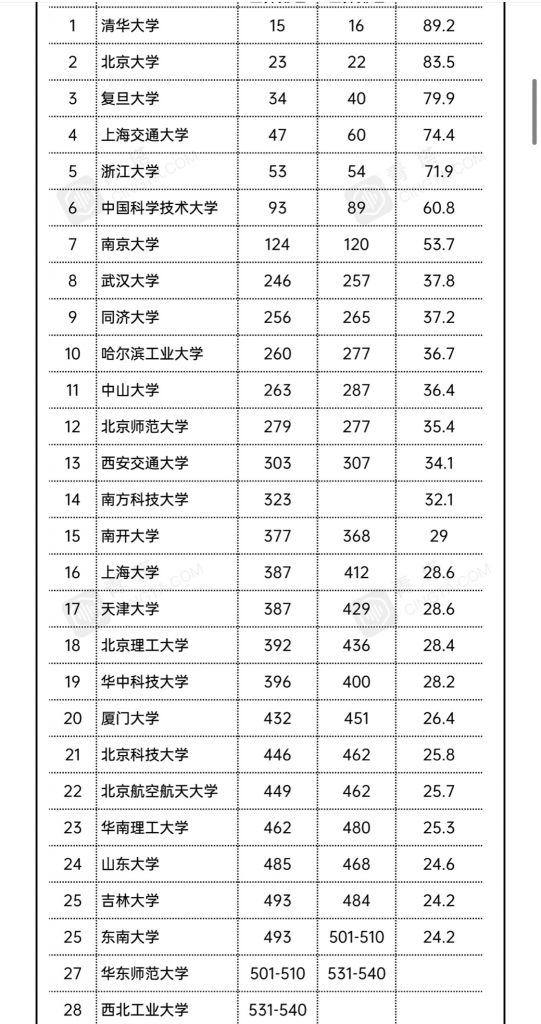 1 清华大学 15 16 89.2
2 北京大学 23 22 83.5
3 复旦大学 34 40 79.9
4 上海交通大学 47 60 74.4
5 浙江大学 53 54 71.9
6 中国科学技术大学 93 89 60.8
7 南京大学 124 120 53.7
8 武汉大学 246 257 37.8
9 同济大学 256 265 37.2
10 哈尔滨工业大学 260 277 36.7
11 中山大学 263 287 36.4
12 北京师范大学 279 277 35.4
13 西安交通大学 303 307 34.1
14 南方科技大学 323 32.1
15 南开大学 377 368 29
16 上海大学 387 412 28.6
17 天津大学 387 429 28.6
18 北京理工大学 392 436 28.4
19 华中科技大学 396 400 28.2
20 厦门大学 432 451 26.4
21 北京科技大学 446 462 25.8
22 北京航空航天大学 449 462 25.7
23 华南理工大学 462 480 25.3
24 山东大学 485 468 24.6
25 吉林大学 493 484 24.2
25 东南大学 493 501-510 24.2
27 华东师范大学 501-510 531-540
28 西北工业大学 531-540